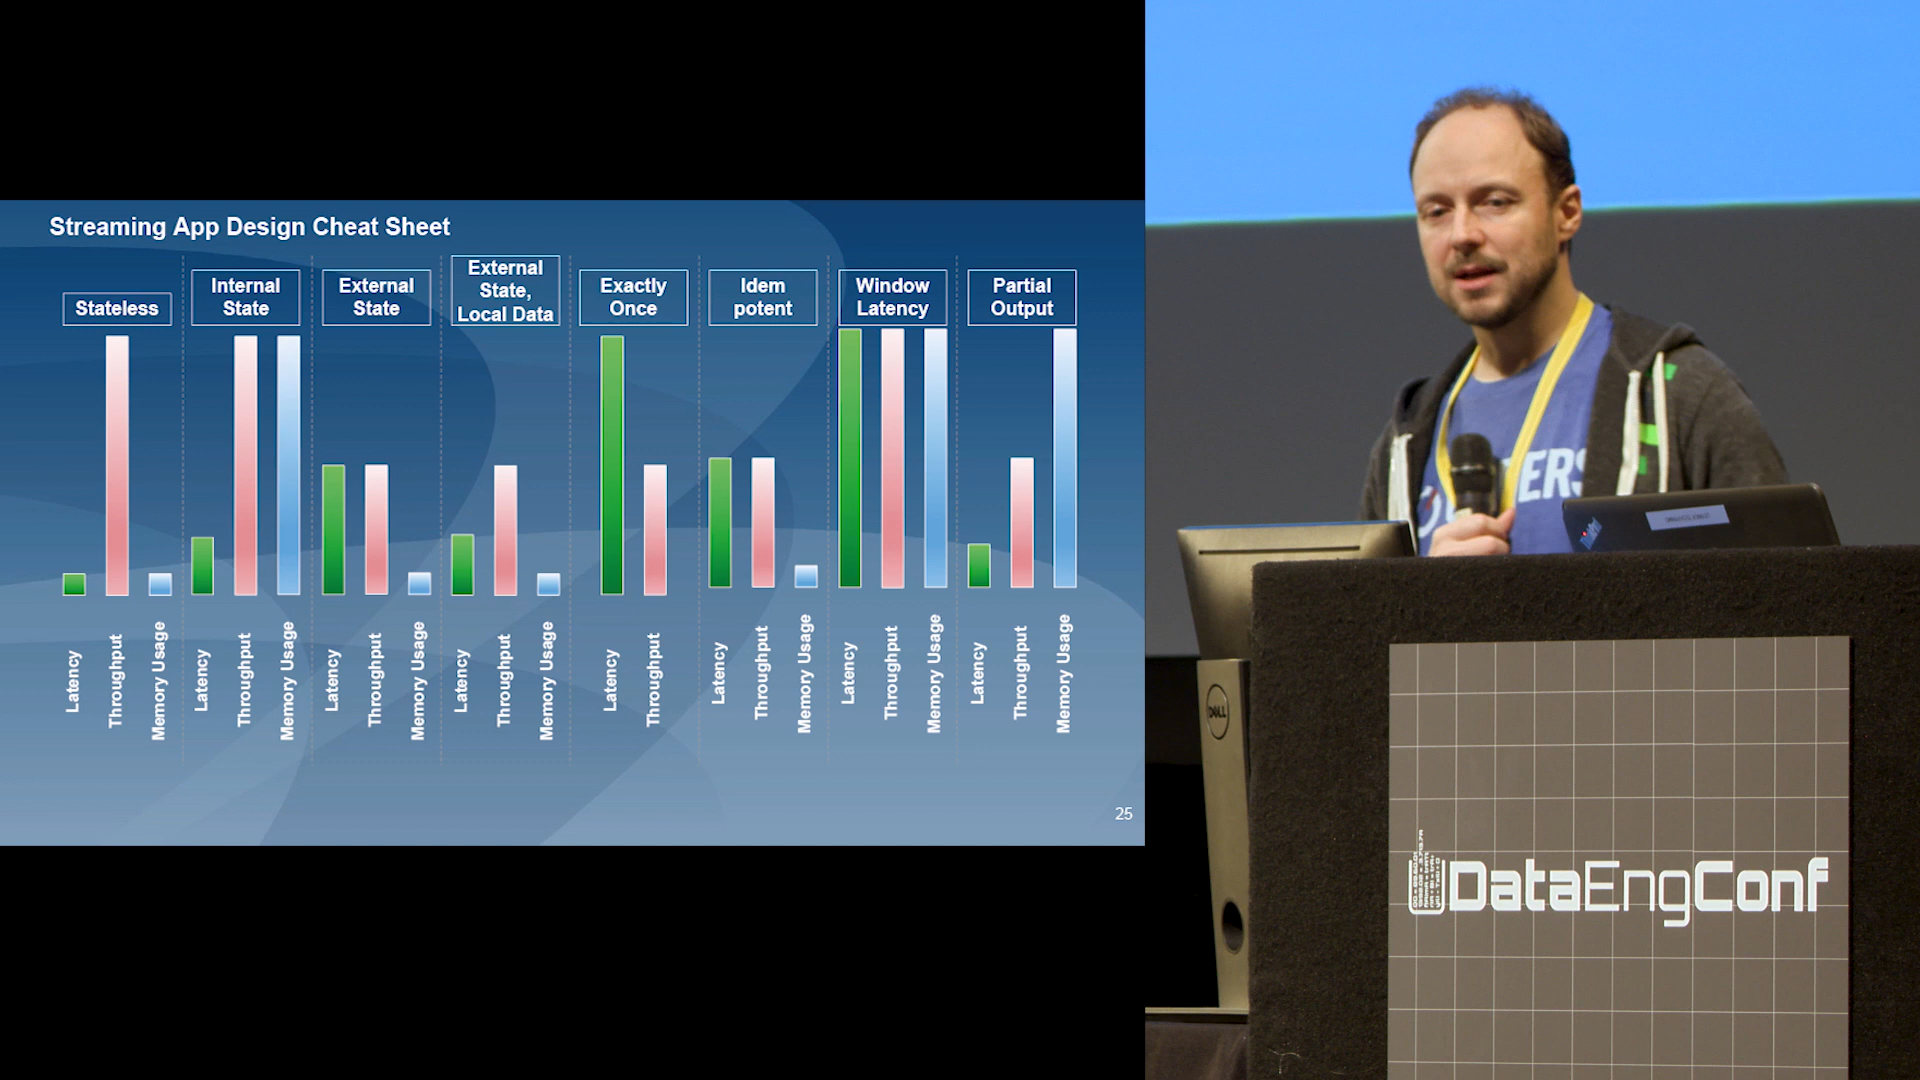 Streaming App Design Cheat Sheet
Stateless
Internal
State
External
State
External
State,
Local Data
Exactly
Once
Idem
potent
Window
Latency
Partial
Output
Latency
Throughput
Memory Usage
Latency
Throughput
Memory Usage
Latency
Throughput
Memory Usage
Latency
Throughput
Memory Usage
Latency
Throughput
Latency
Throughput
Memory Usage
Latency
Throughput
Memory Usage
Latency
Throughput
Memory Usage
25
ERS
DELL
DataEngConf